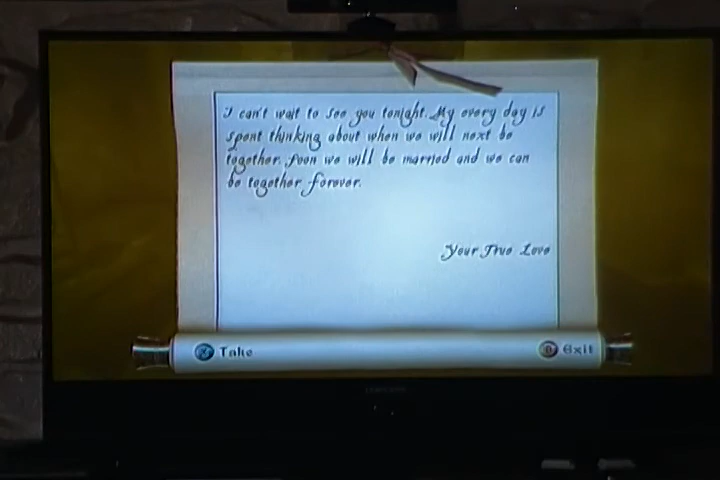 I can't wait to see you tonight. My every day is
spent thinking about when we will next be
together. Soon we will be married and we can
be together forever.
Your True Love
Take
Exit